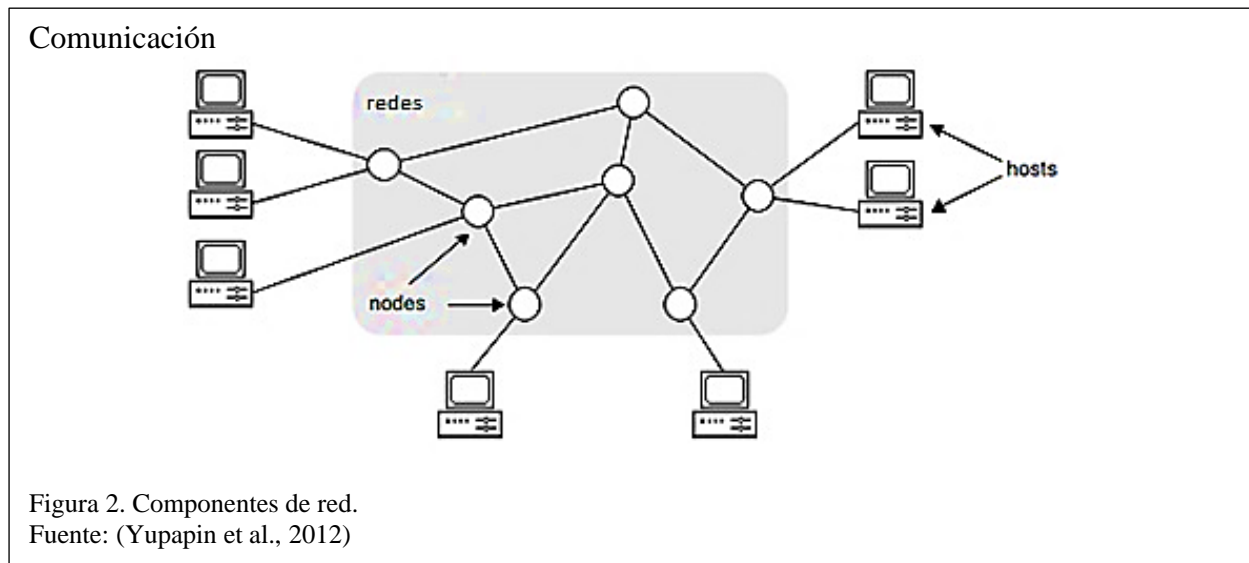 Comunicación
redes
hosts
nodes
Figura 2. Componentes de red.
Fuente: (Yupapin et al., 2012)